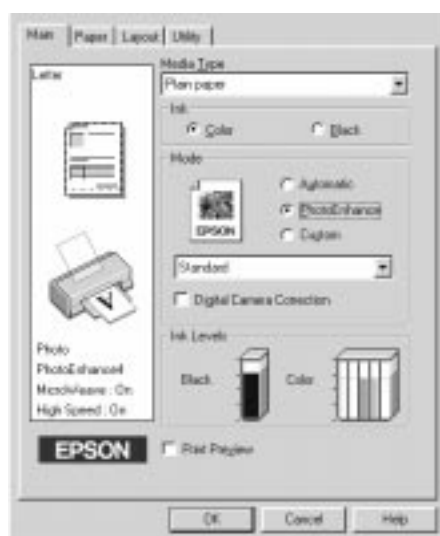 Main Paper Layout Utility
Letter
Media Type
Plain paper
Ink
Color Black
Mode
Automatic
PhotoEnhance
Custom
EPSON
Standard
Digital Camera Correction
Ink Levels
Black Color
Photo
PhotoEnhance4
MicroWeave : On
High Speed : On
EPSON
Print Preview
OK Cancel Help